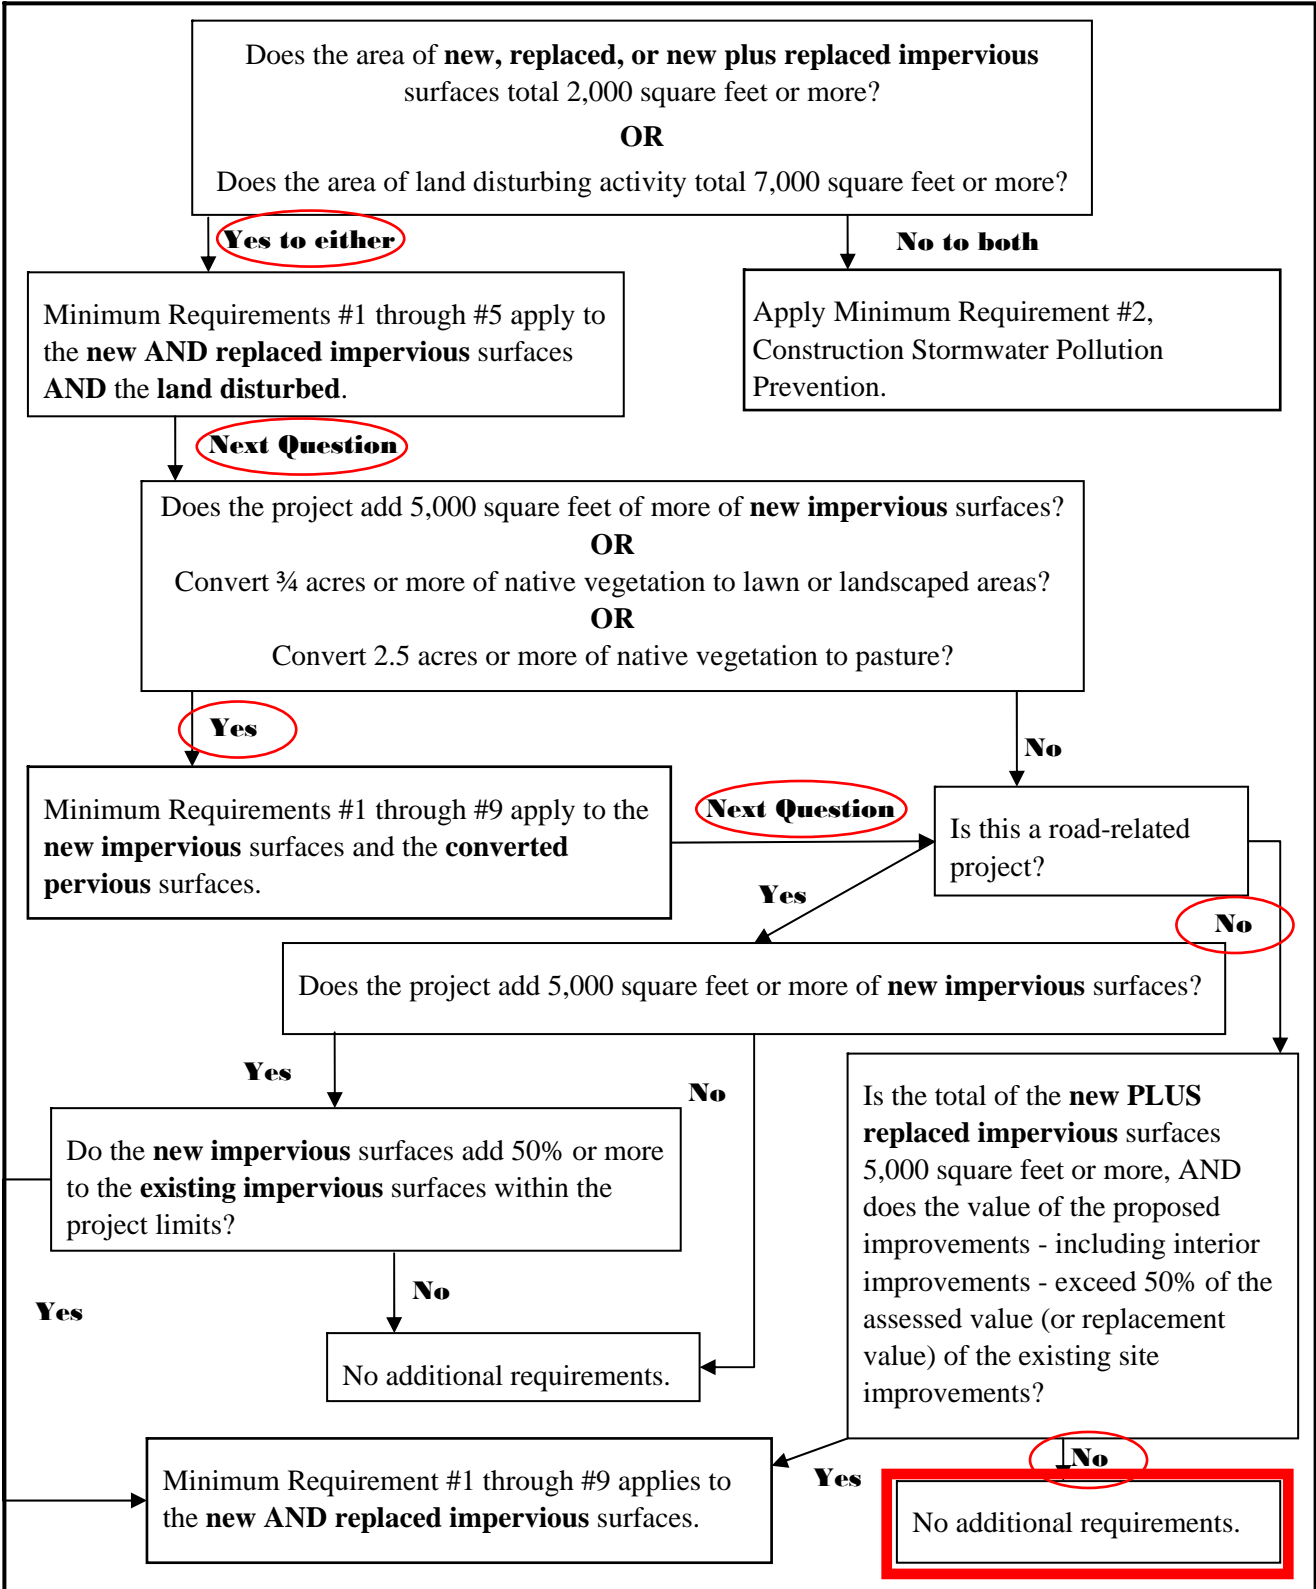 Does the area of new, replaced, or new plus replaced impervious
surfaces total 2,000 square feet or more?
OR
Does the area of land disturbing activity total 7,000 square feet or more?
Yes to either
No to both
Minimum Requirements #1 through #5 apply to
the new AND replaced impervious surfaces
AND the land disturbed.
Apply Minimum Requirement #2,
Construction Stormwater Pollution
Prevention.
Next Question
Does the project add 5,000 square feet of more of new impervious surfaces?
OR
Convert ¾ acres or more of native vegetation to lawn or landscaped areas?
OR
Convert 2.5 acres or more of native vegetation to pasture?
Yes
No
Minimum Requirements #1 through #9 apply to the
new impervious surfaces and the converted
pervious surfaces.
Next Question
Is this a road-related
project?
Yes
No
Does the project add 5,000 square feet or more of new impervious surfaces?
Yes
No
Do the new impervious surfaces add 50% or more
to the existing impervious surfaces within the
project limits?
Is the total of the new PLUS
replaced impervious surfaces
5,000 square feet or more, AND
does the value of the proposed
improvements - including interior
improvements - exceed 50% of the
assessed value (or replacement
value) of the existing site
improvements?
Yes
No
No additional requirements.
Yes
No
Minimum Requirement #1 through #9 applies to
the new AND replaced impervious surfaces.
No additional requirements.